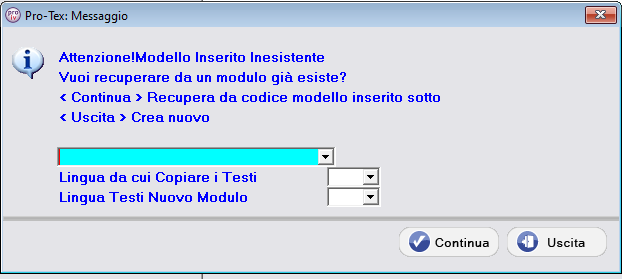 Pro-Tex: Messaggio
Attenzione!Modello Inserito Inesistente
Vuoi recuperare da un modulo già esiste?
< Continua > Recupera da codice modello inserito sotto
< Uscita > Crea nuovo
Lingua da cui Copiare i Testi
Lingua Testi Nuovo Modulo
Continua
Uscita